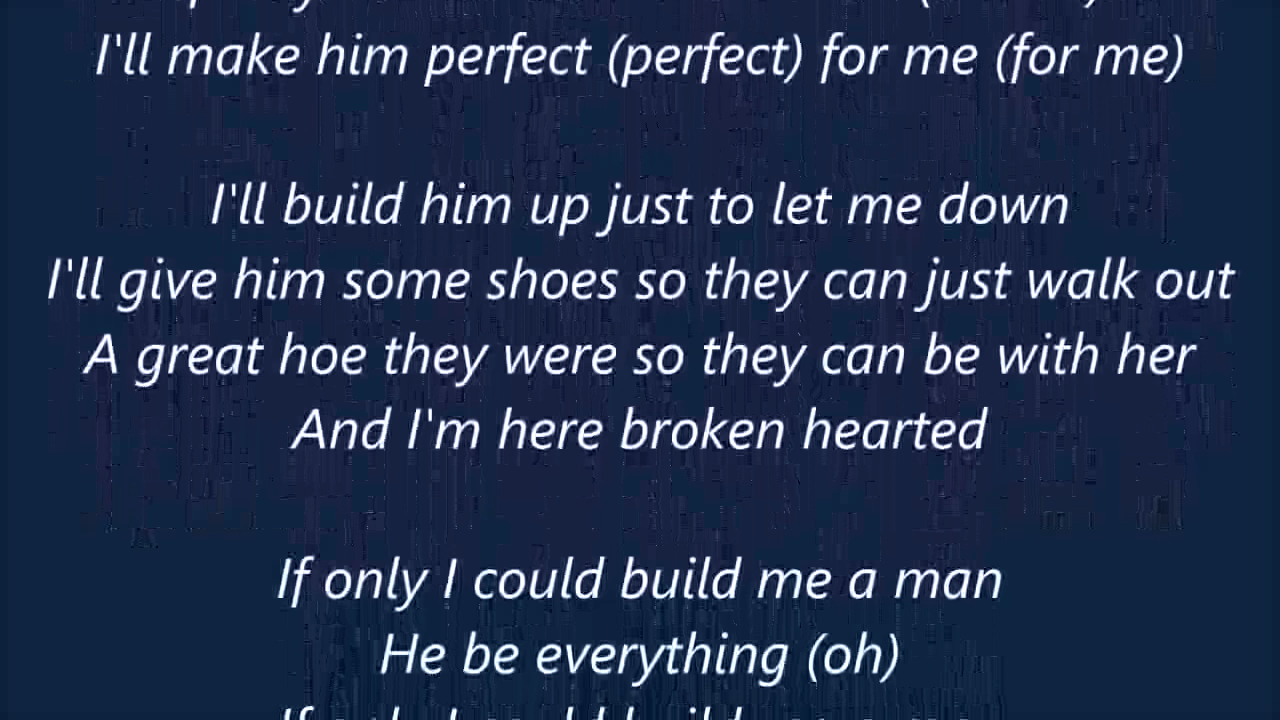 I'll make him perfect (perfect) for me (for me)
I'll build him up just to let me down
I'll give him some shoes so they can just walk out
A great hoe they were so they can be with her
And I'm here broken hearted
If only I could build me a man
He be everything (oh)